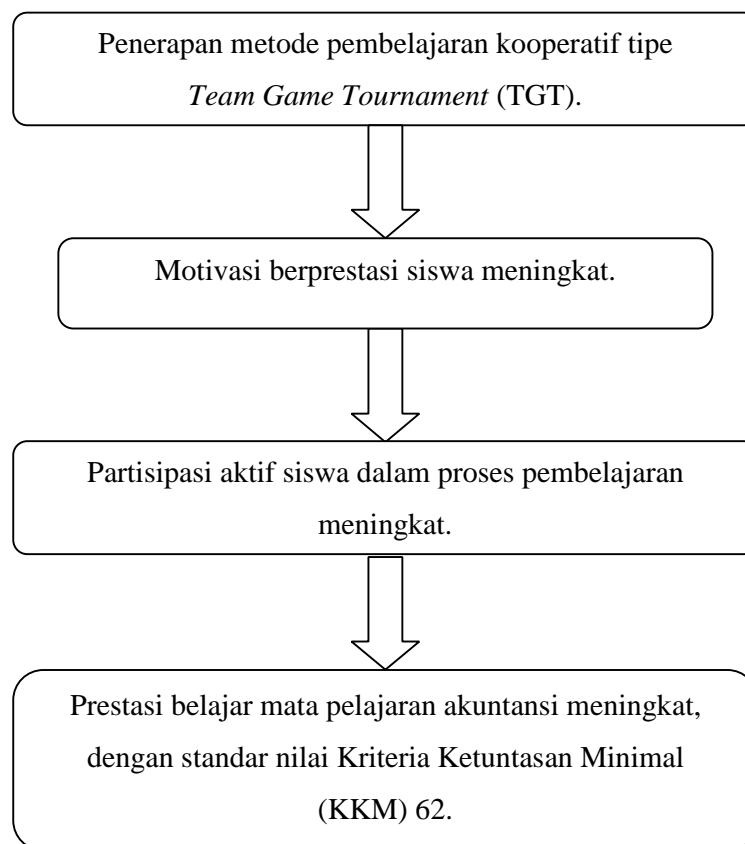 Penerapan metode pembelajaran kooperatif tipe
Team Game Tournament (TGT).
Motivasi berprestasi siswa meningkat.
Partisipasi aktif siswa dalam proses pembelajaran
meningkat.
Prestasi belajar mata pelajaran akuntansi meningkat,
dengan standar nilai Kriteria Ketuntasan Minimal
(KKM) 62.